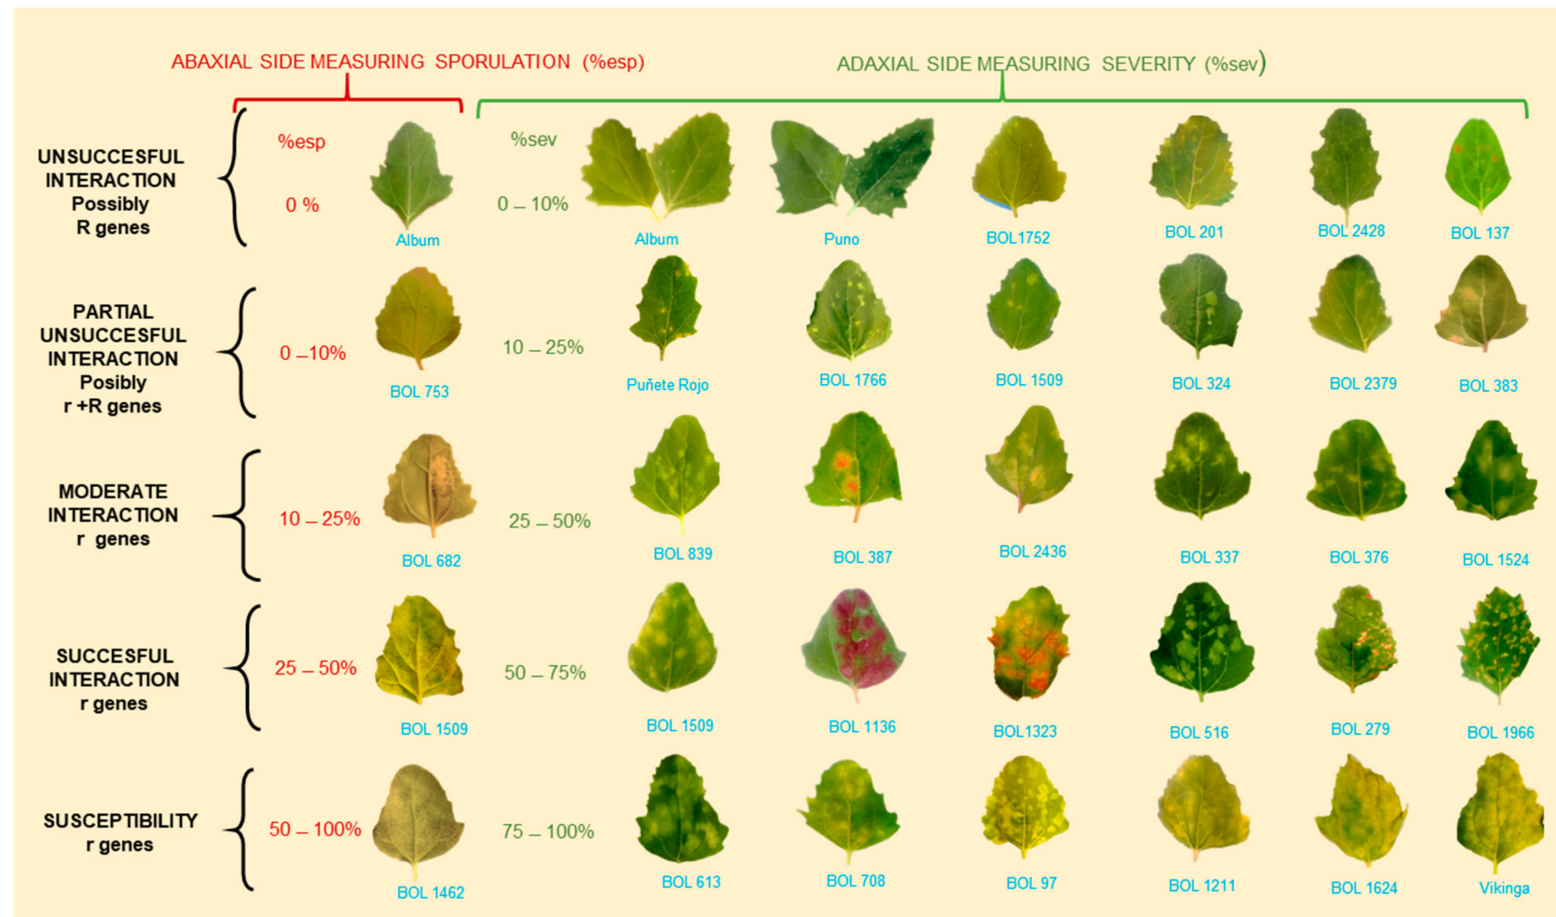 ABAXIAL SIDE MEASURING SPORULATION (%esp)
ADAXIAL SIDE MEASURING SEVERITY (%sev)
UNSUCCESFUL
INTERACTION
Possibly
R genes
%esp
0 %
Album
%sev
0 – 10%
Album
Puno
BOL1752
BOL 201
BOL 2428
BOL 137
PARTIAL
UNSUCCESFUL
INTERACTION
Posibly
r +R genes
0 –10%
BOL 753
10 – 25%
Puñete Rojo
BOL 1766
BOL 1509
BOL 324
BOL 2379
BOL 383
MODERATE
INTERACTION
r genes
10 – 25%
BOL 682
25 – 50%
BOL 839
BOL 387
BOL 2436
BOL 337
BOL 376
BOL 1524
SUCCESFUL
INTERACTION
r genes
25 – 50%
BOL 1509
50 – 75%
BOL 1509
BOL 1136
BOL1323
BOL 516
BOL 279
BOL 1966
SUSCEPTIBILITY
r genes
50 – 100%
BOL 1462
75 – 100%
BOL 613
BOL 708
BOL 97
BOL 1211
BOL 1624
Vikinga